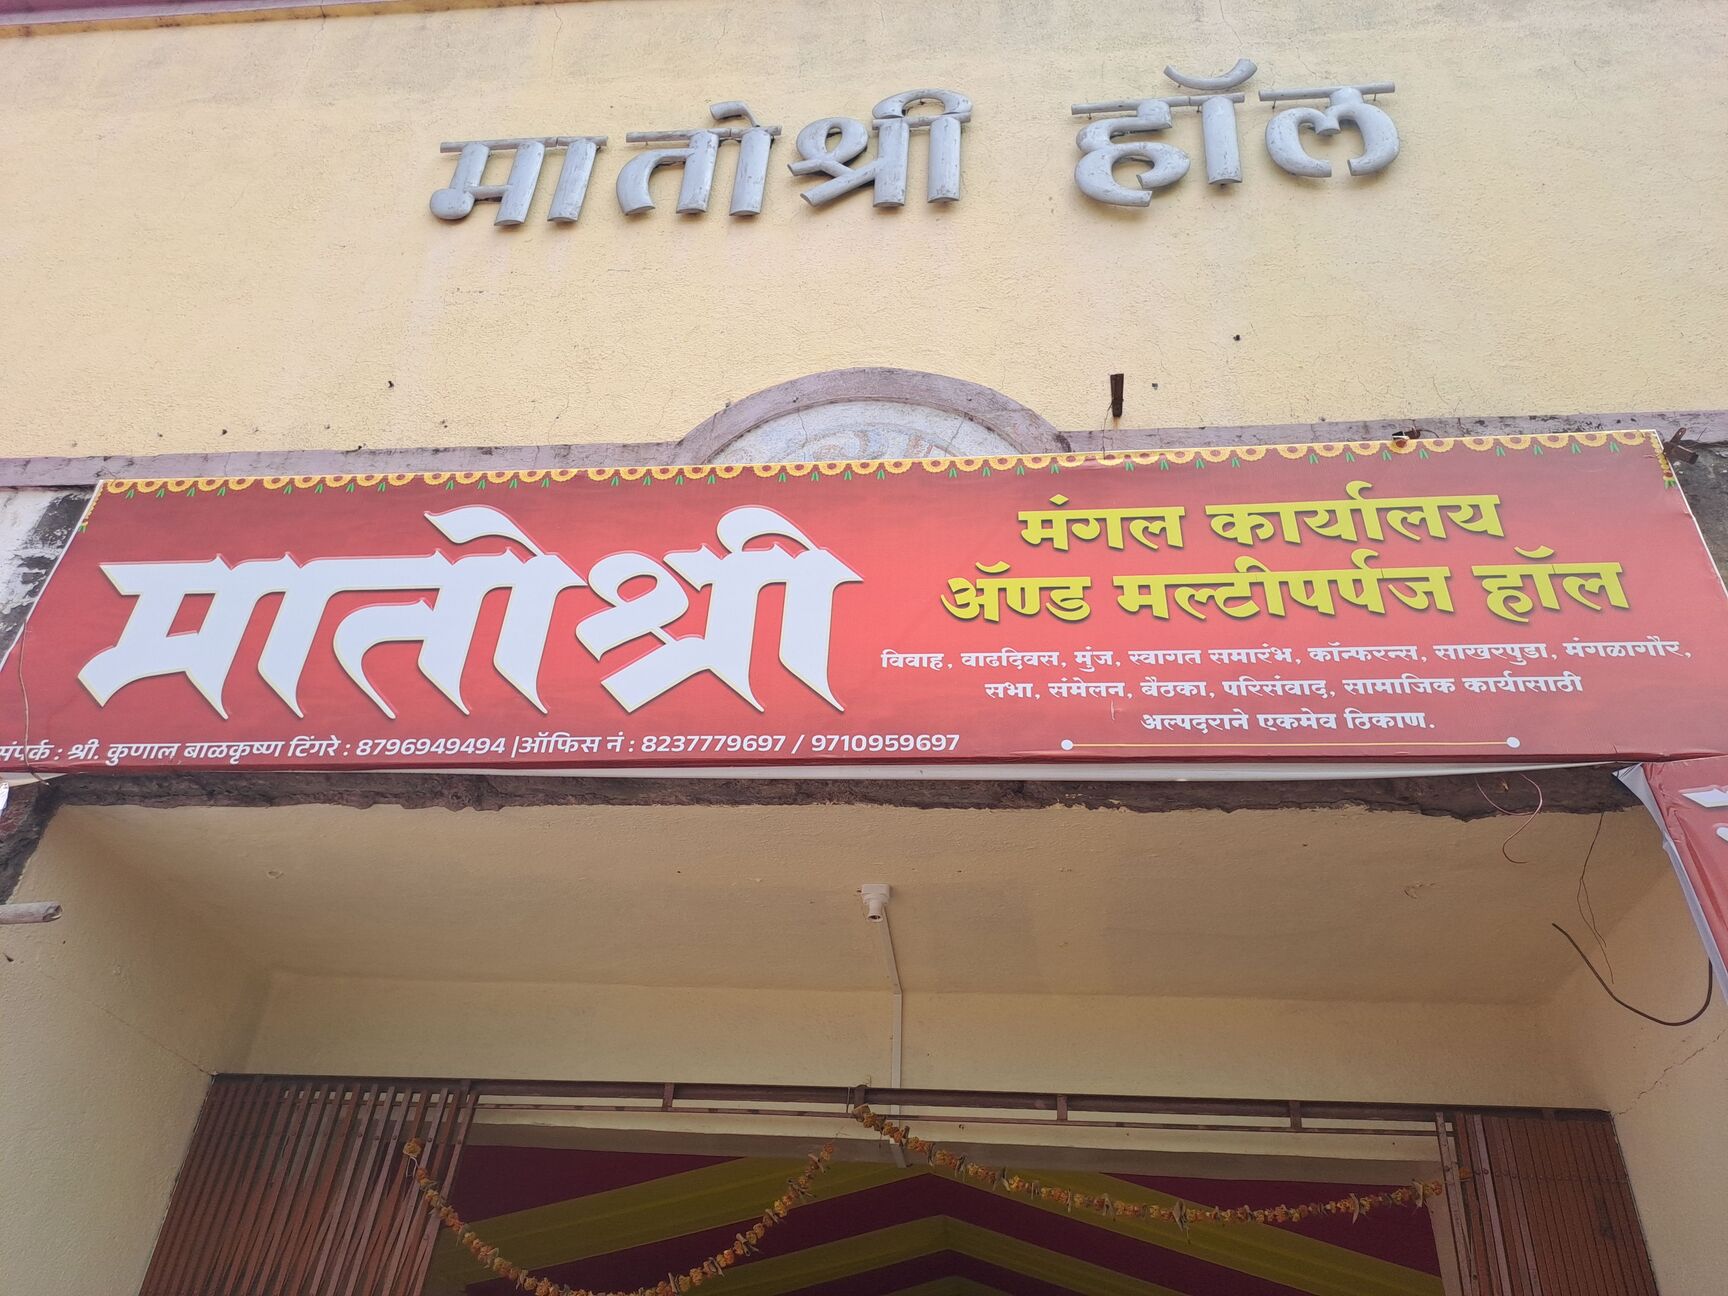 मातोश्री हॉल
मातोश्री
मंगल कार्यालय
ॲण्ड मल्टीपर्पज हॉल
विवाह, वाढदिवस, मुंज, स्वागत समारंभ, कॉन्फरन्स, साखरपुडा, मंगळागौर,
सभा, संमेलन, बैठका, परिसंवाद, सामाजिक कार्यासाठी
अल्पदराने एकमेव ठिकाण.
संपर्क : श्री. कुणाल बाळकृष्ण टिंगरे : 8796949494 |ऑफिस नं : 8237779697 / 9710959697